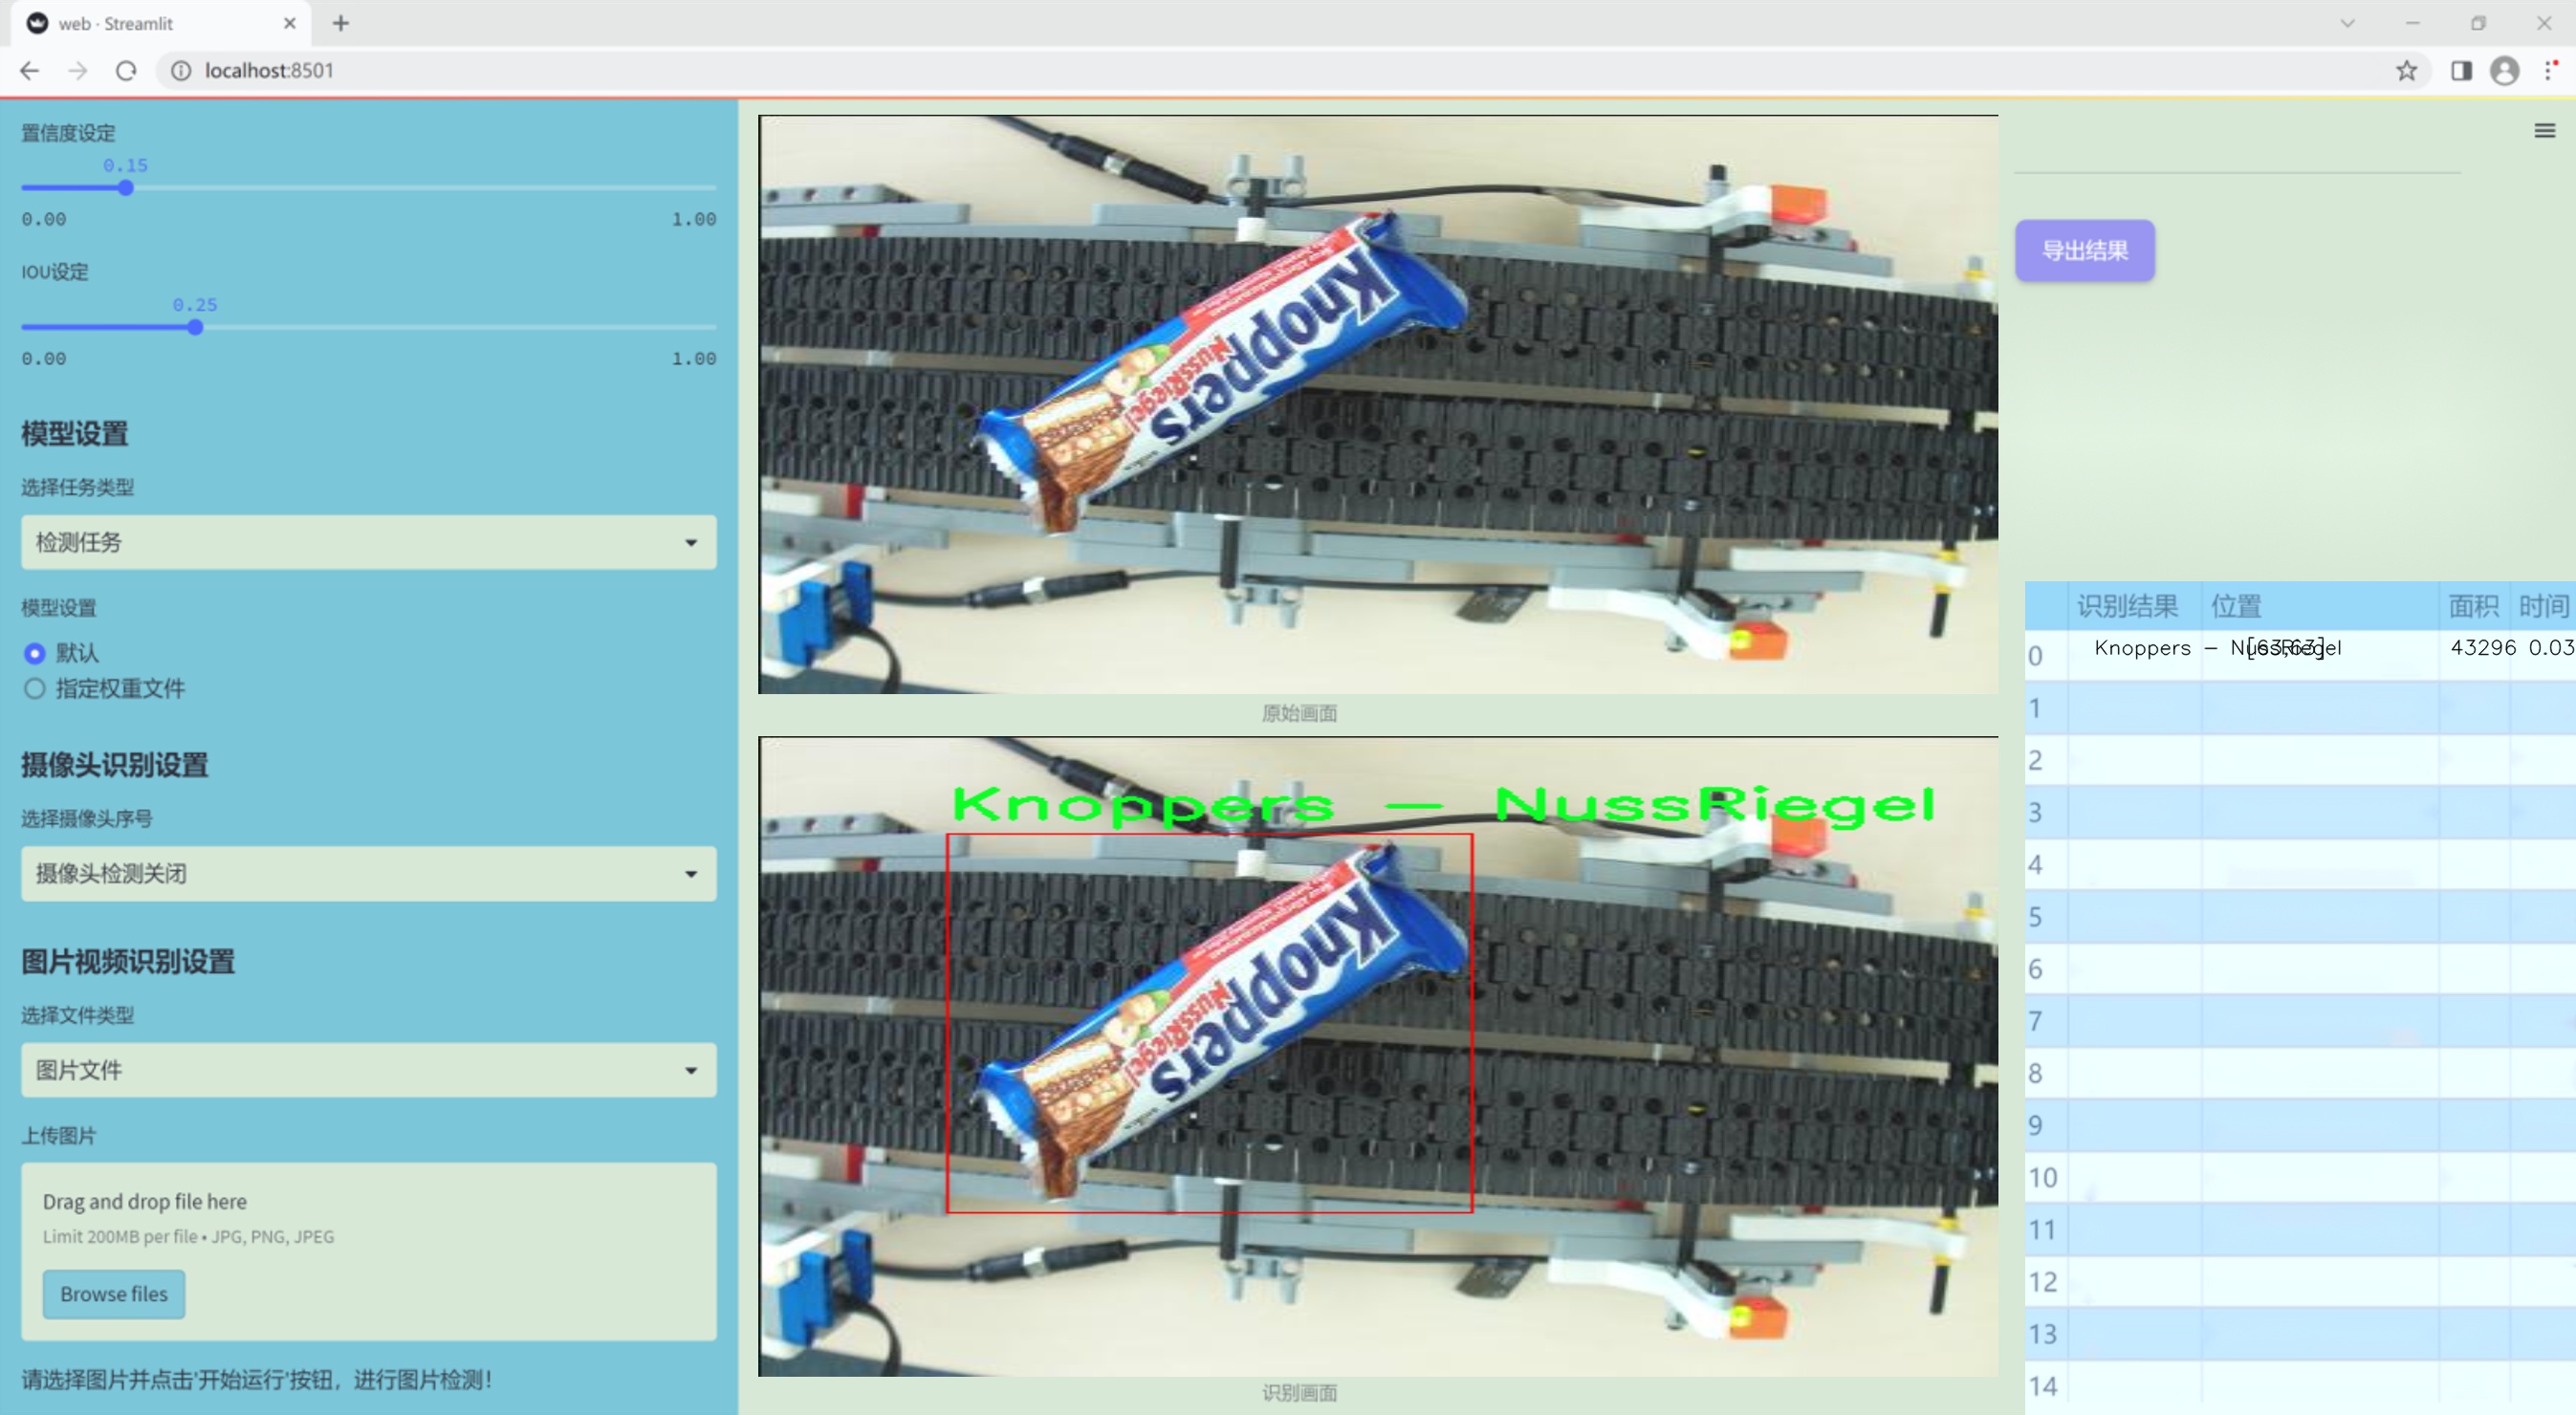 web · Streamlit
localhost:8501
置信度设定
0.15
0.00 1.00
IOU设定
0.25
0.00 1.00
模型设置
选择任务类型
检测任务
模型设置
默认
指定权重文件
摄像头识别设置
选择摄像头序号
摄像头检测关闭
图片视频识别设置
选择文件类型
图片文件
上传图片
Drag and drop file here
Limit 200MB per file • JPG, PNG, JPEG
Browse files
请选择图片并点击'开始运行'按钮，进行图片检测！
Knoppers
NussRiegel
原始画面
Knoppers - NussRiegel
Knoppers
NussRiegel
识别画面
导出结果
识别结果 位置 面积 时间
0 Knoppers - NussRiegel [63,63] 43296 0.03
1
2
3
4
5
6
7
8
9
10
11
12
13
14